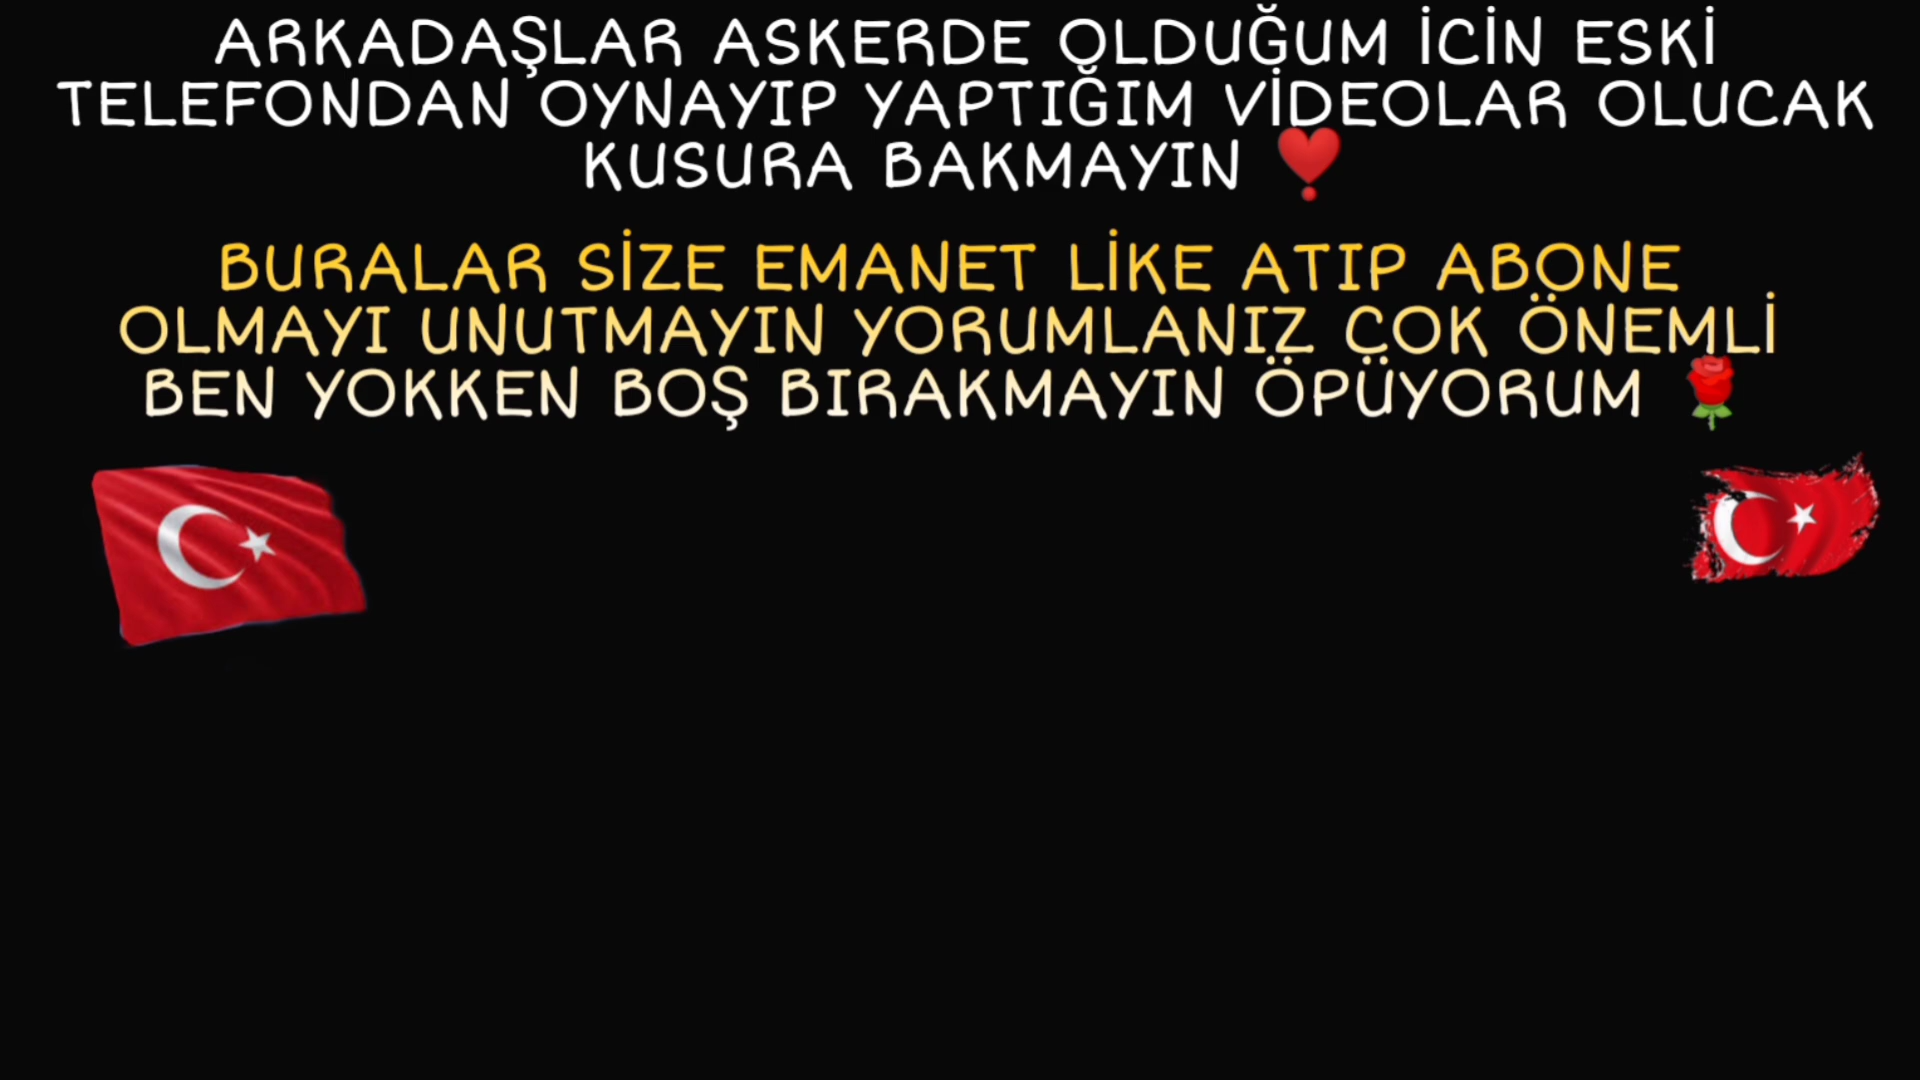 ARKADAŞLAR ASKERDE OLDUĞUM İCİN ESKİ
TELEFONDAN OYNAYIP YAPTIĞIM VİDEOLAR OLUCAK
KUSURA BAKMAYIN ❣️
BURALAR SİZE EMANET LİKE ATIP ABONE
OLMAYI UNUTMAYIN YORUMLANIZ COK ÖNEMLİ
BEN YOKKEN BOŞ BIRAKMAYIN ÖPÜYORUM 🌹